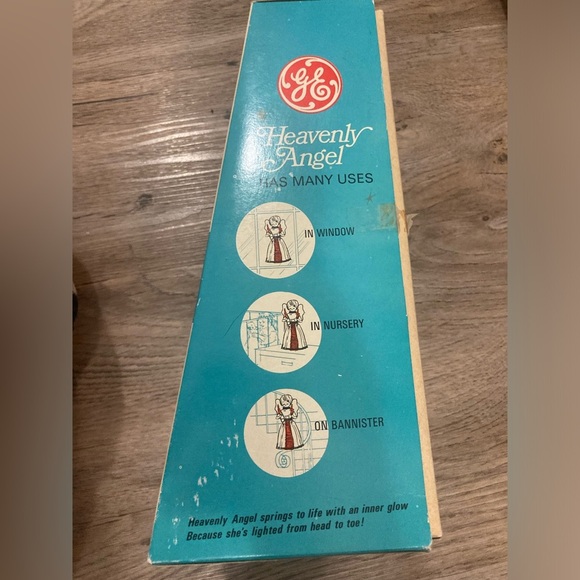 GE
Heavenly
Angel
HAS MANY USES
IN WINDOW
IN NURSERY
ON BANNISTER
Heavenly Angel springs to life with an inner glow
Because she's lighted from head to toe!